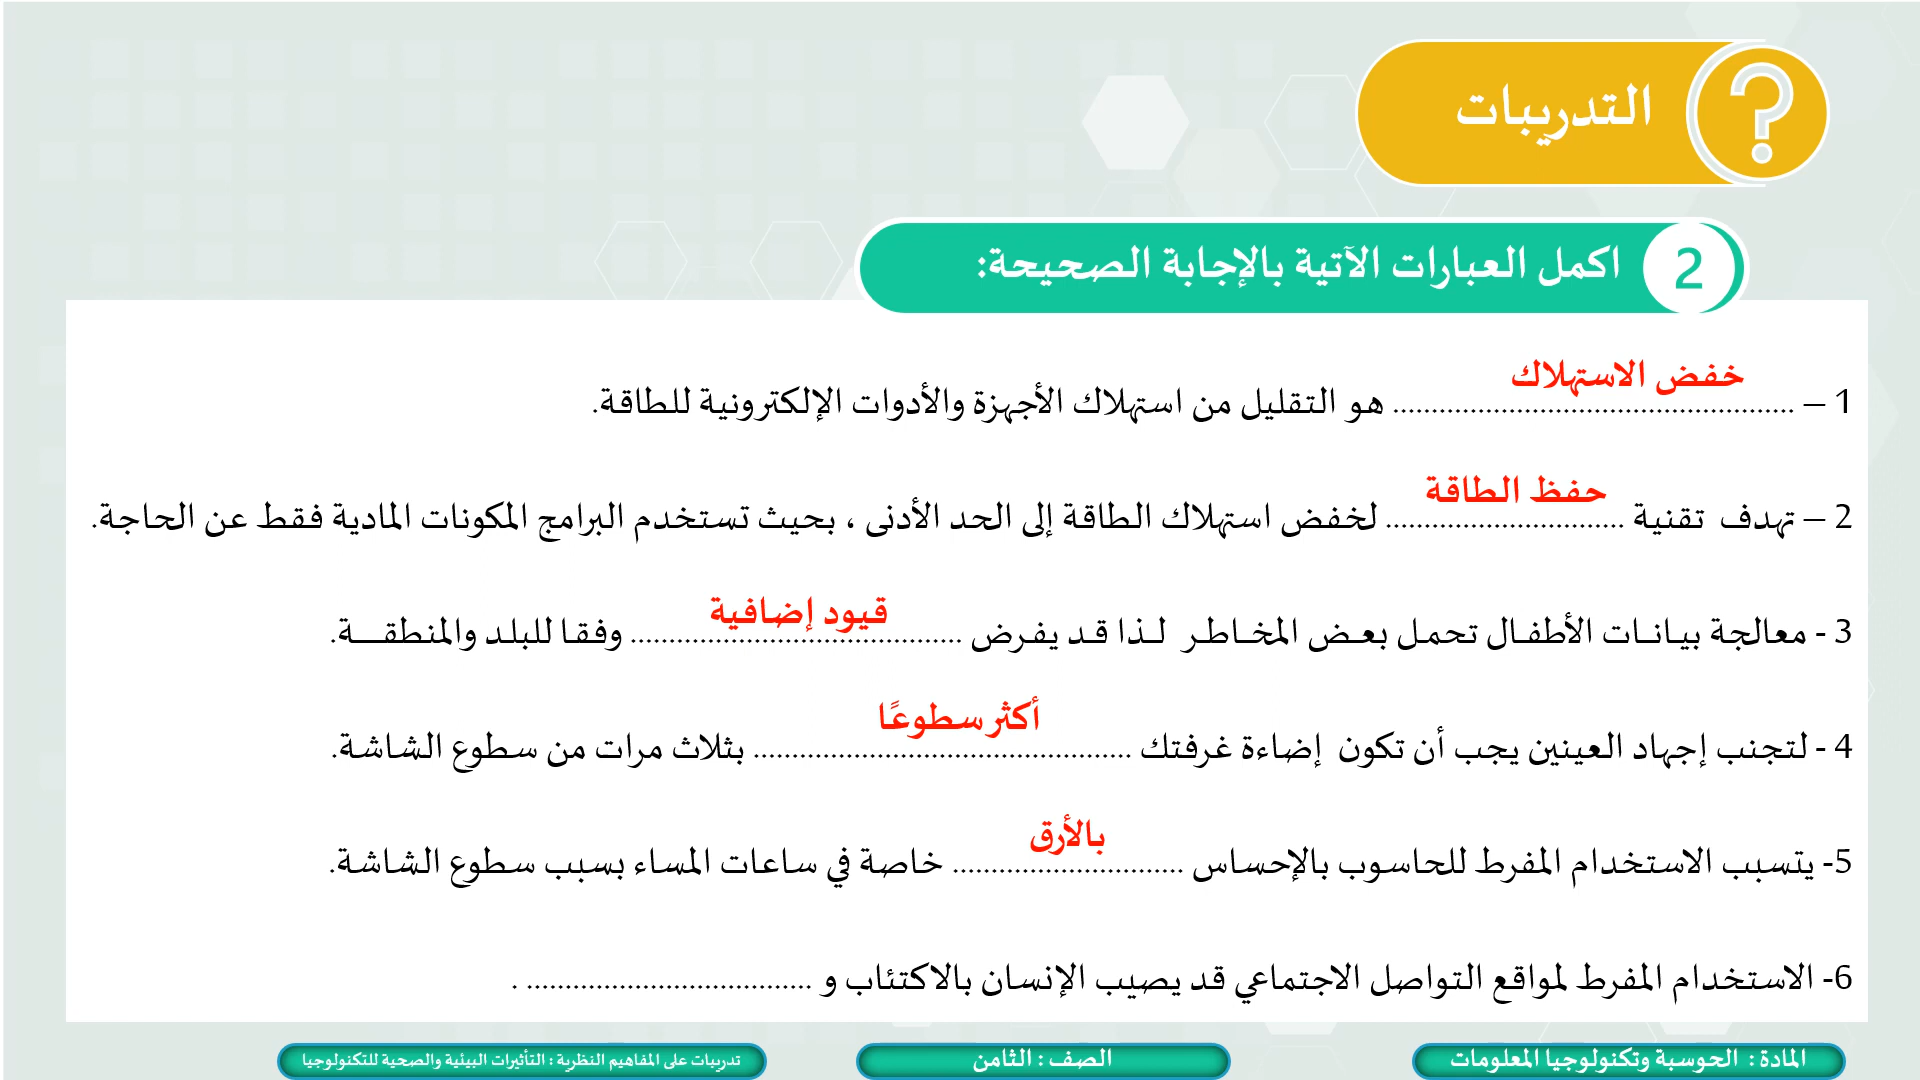 التدريبات
?
2 اكمل العبارات الآتية بالإجابة الصحيحة:
خفض الاستهلاك
1 – .................................................... هو التقليل من استهلاك الأجهزة والأدوات الإلكترونية للطاقة.
حفظ الطاقة
2 – تهدف تقنية ............................... لخفض استهلاك الطاقة إلى الحد الأدنى ، بحيث تستخدم البرامج المكونات المادية فقط عن الحاجة.
قيود إضافية
3 - معالجة بيانات الأطفال تحمل بعض المخاطر لذا قد يفرض ........................................... وفقا للبلد والمنطقة.
أكثر سطوعًا
4 - لتجنب إجهاد العينين يجب أن تكون إضاءة غرفتك ................................................. بثلاث مرات من سطوع الشاشة.
بالأرق
5- يتسبب الاستخدام المفرط للحاسوب بالإحساس .............................. خاصة في ساعات المساء بسبب سطوع الشاشة.
6- الاستخدام المفرط لمواقع التواصل الاجتماعي قد يصيب الإنسان بالاكتئاب و ..................................... .
المادة : الحوسبة وتكنولوجيا المعلومات
الصف : الثامن
تدريبات على المفاهيم النظرية : التأثيرات البيئية والصحية للتكنولوجيا